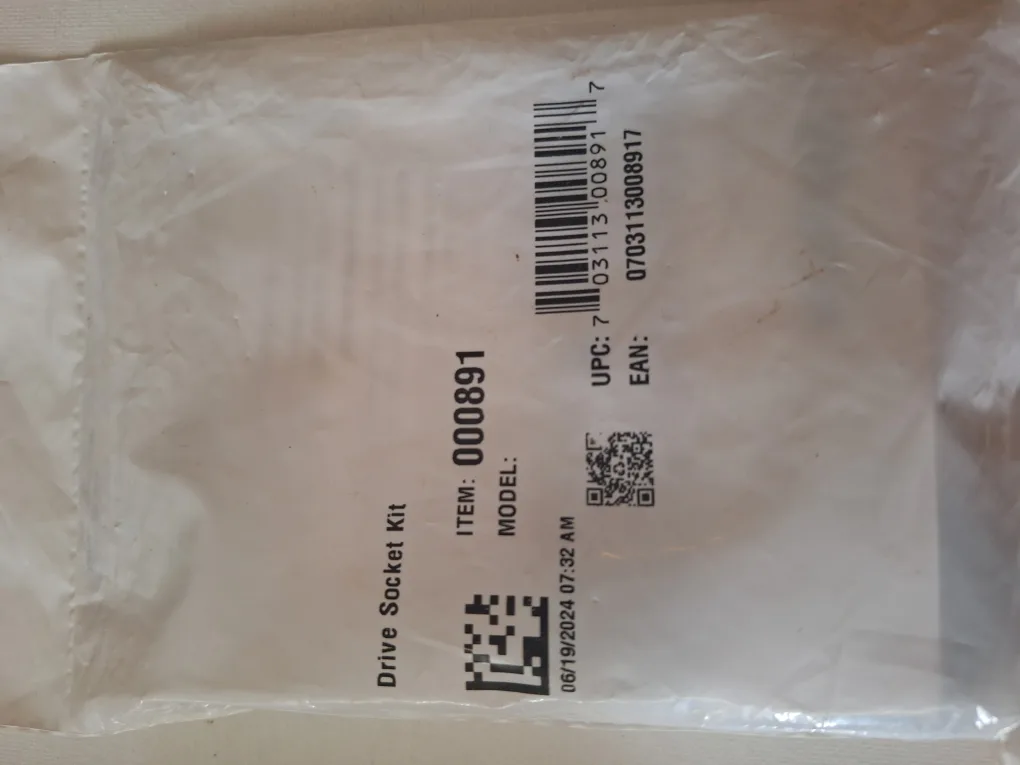 Drive Socket Kit
ITEM: 000891
MODEL:
06/19/2024 07:32 AM
UPC: 7 03113 00891 7
EAN: 0703113008917